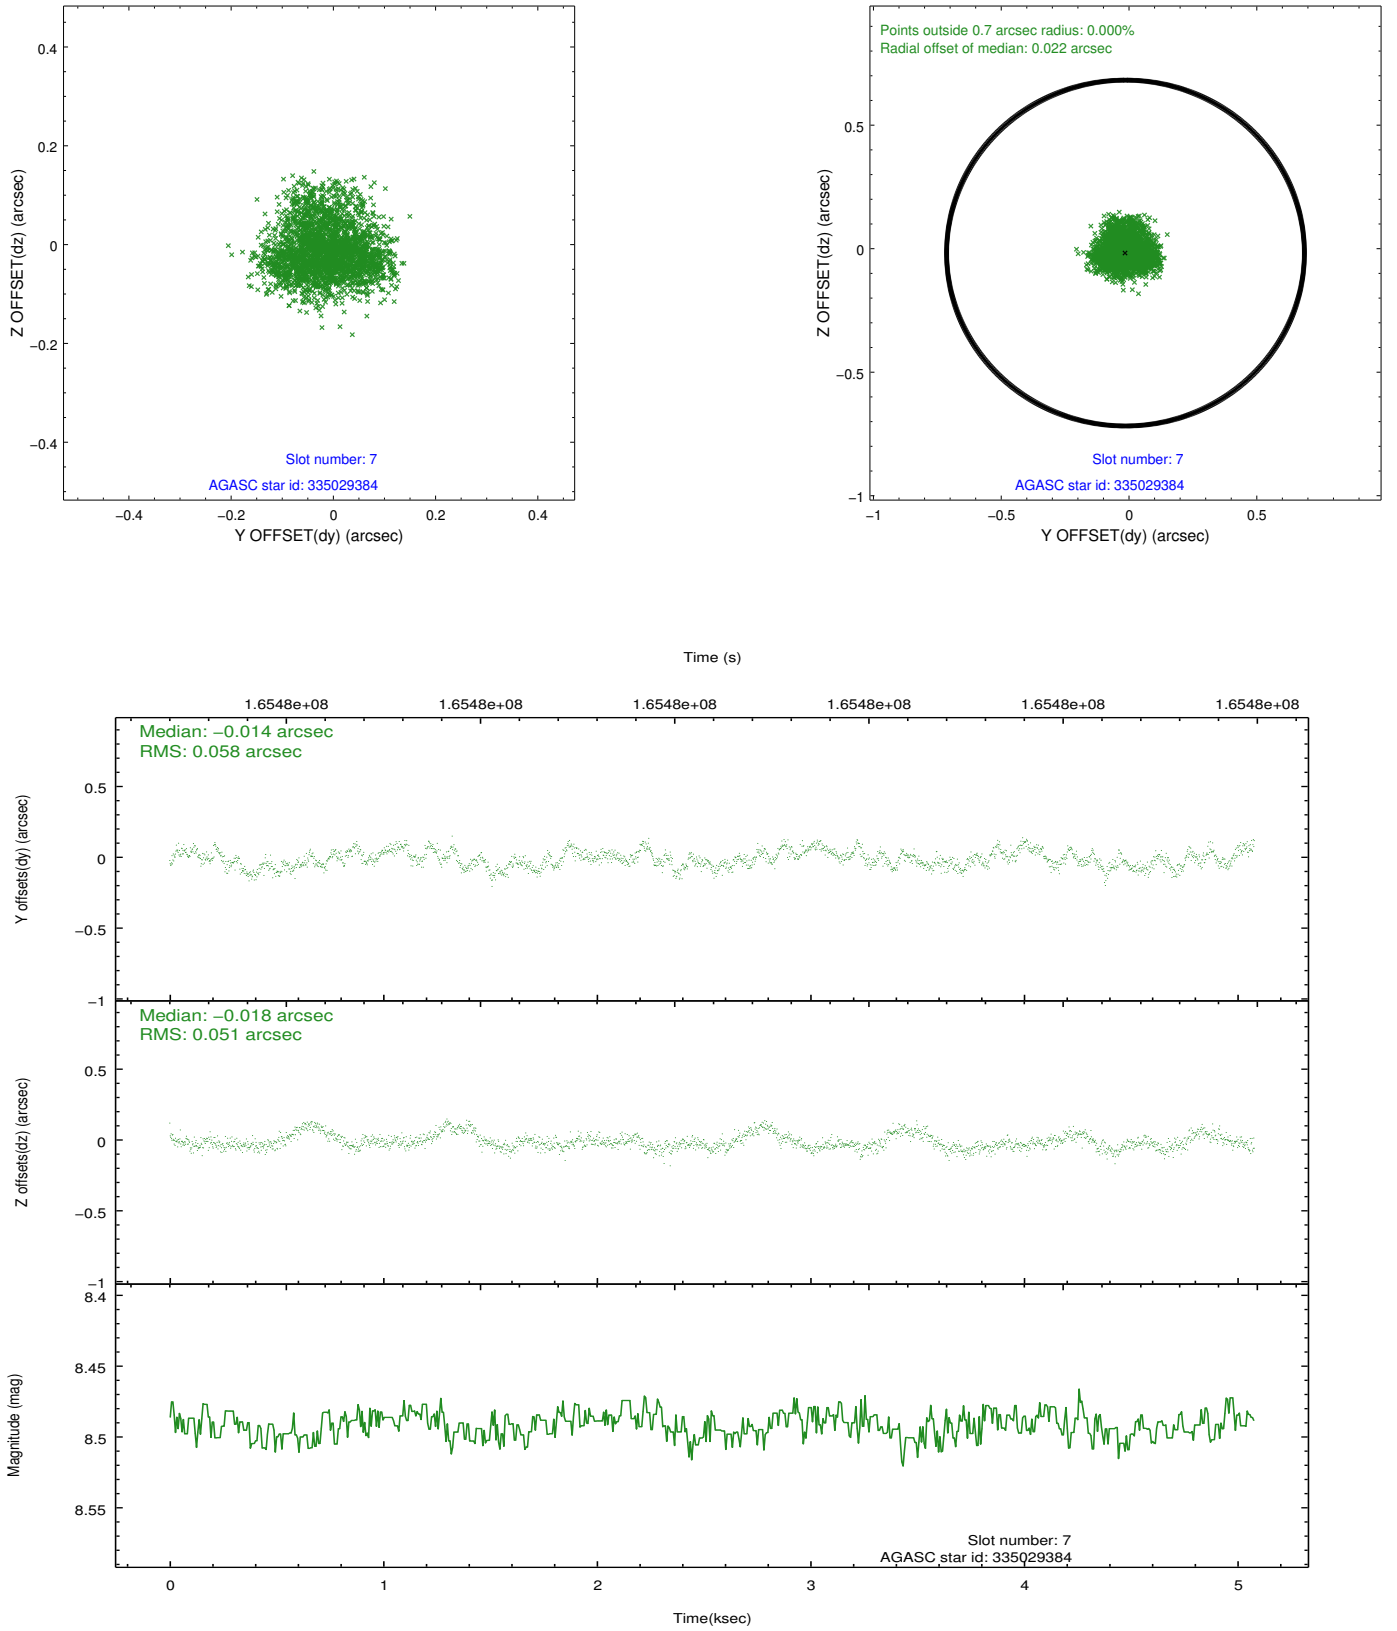 0.4
0.2
0
−0.2
−0.4
Z OFFSET(dz) (arcsec)
Slot number: 7
AGASC star id: 335029384
−0.4 −0.2 0 0.2 0.4
Y OFFSET(dy) (arcsec)
Points outside 0.7 arcsec radius: 0.000%
Radial offset of median: 0.022 arcsec
0.5
0
−0.5
−1
Z OFFSET(dz) (arcsec)
Slot number: 7
AGASC star id: 335029384
−1 −0.5 0 0.5
Y OFFSET(dy) (arcsec)
Time (s)
1.6548e+08 1.6548e+08 1.6548e+08 1.6548e+08 1.6548e+08 1.6548e+08
Median: −0.014 arcsec
RMS: 0.058 arcsec
0.5
0
−0.5
−1
Y offsets(dy) (arcsec)
Median: −0.018 arcsec
RMS: 0.051 arcsec
0.5
0
−0.5
−1
Z offsets(dz) (arcsec)
8.4
8.45
8.5
8.55
Magnitude (mag)
Slot number: 7
AGASC star id: 335029384
0 1 2 3 4 5
Time(ksec)